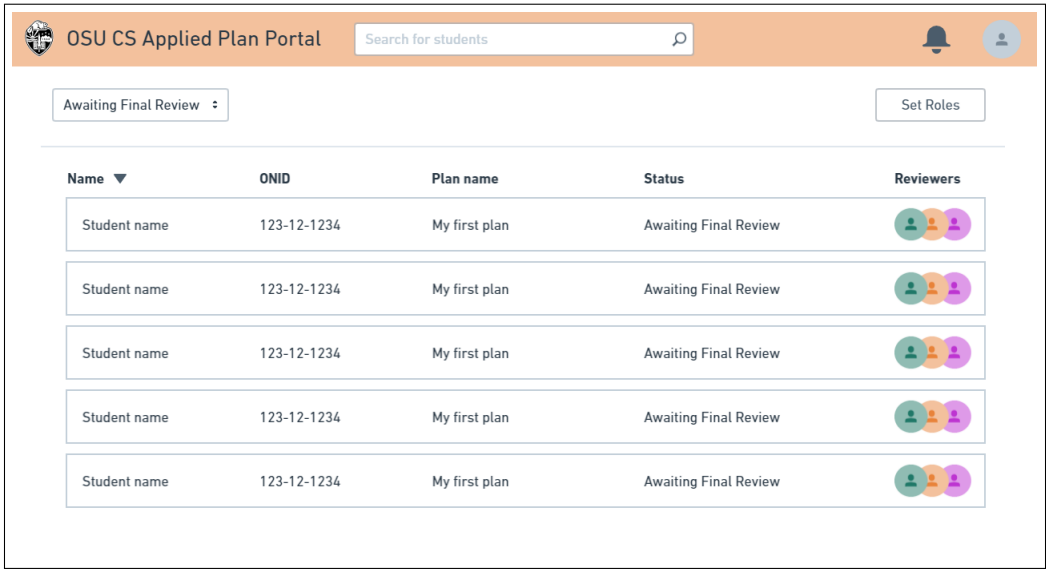 OSU CS Applied Plan Portal
Search for students
Awaiting Final Review
Set Roles
Name ONID Plan name Status Reviewers
Student name 123-12-1234 My first plan Awaiting Final Review
Student name 123-12-1234 My first plan Awaiting Final Review
Student name 123-12-1234 My first plan Awaiting Final Review
Student name 123-12-1234 My first plan Awaiting Final Review
Student name 123-12-1234 My first plan Awaiting Final Review